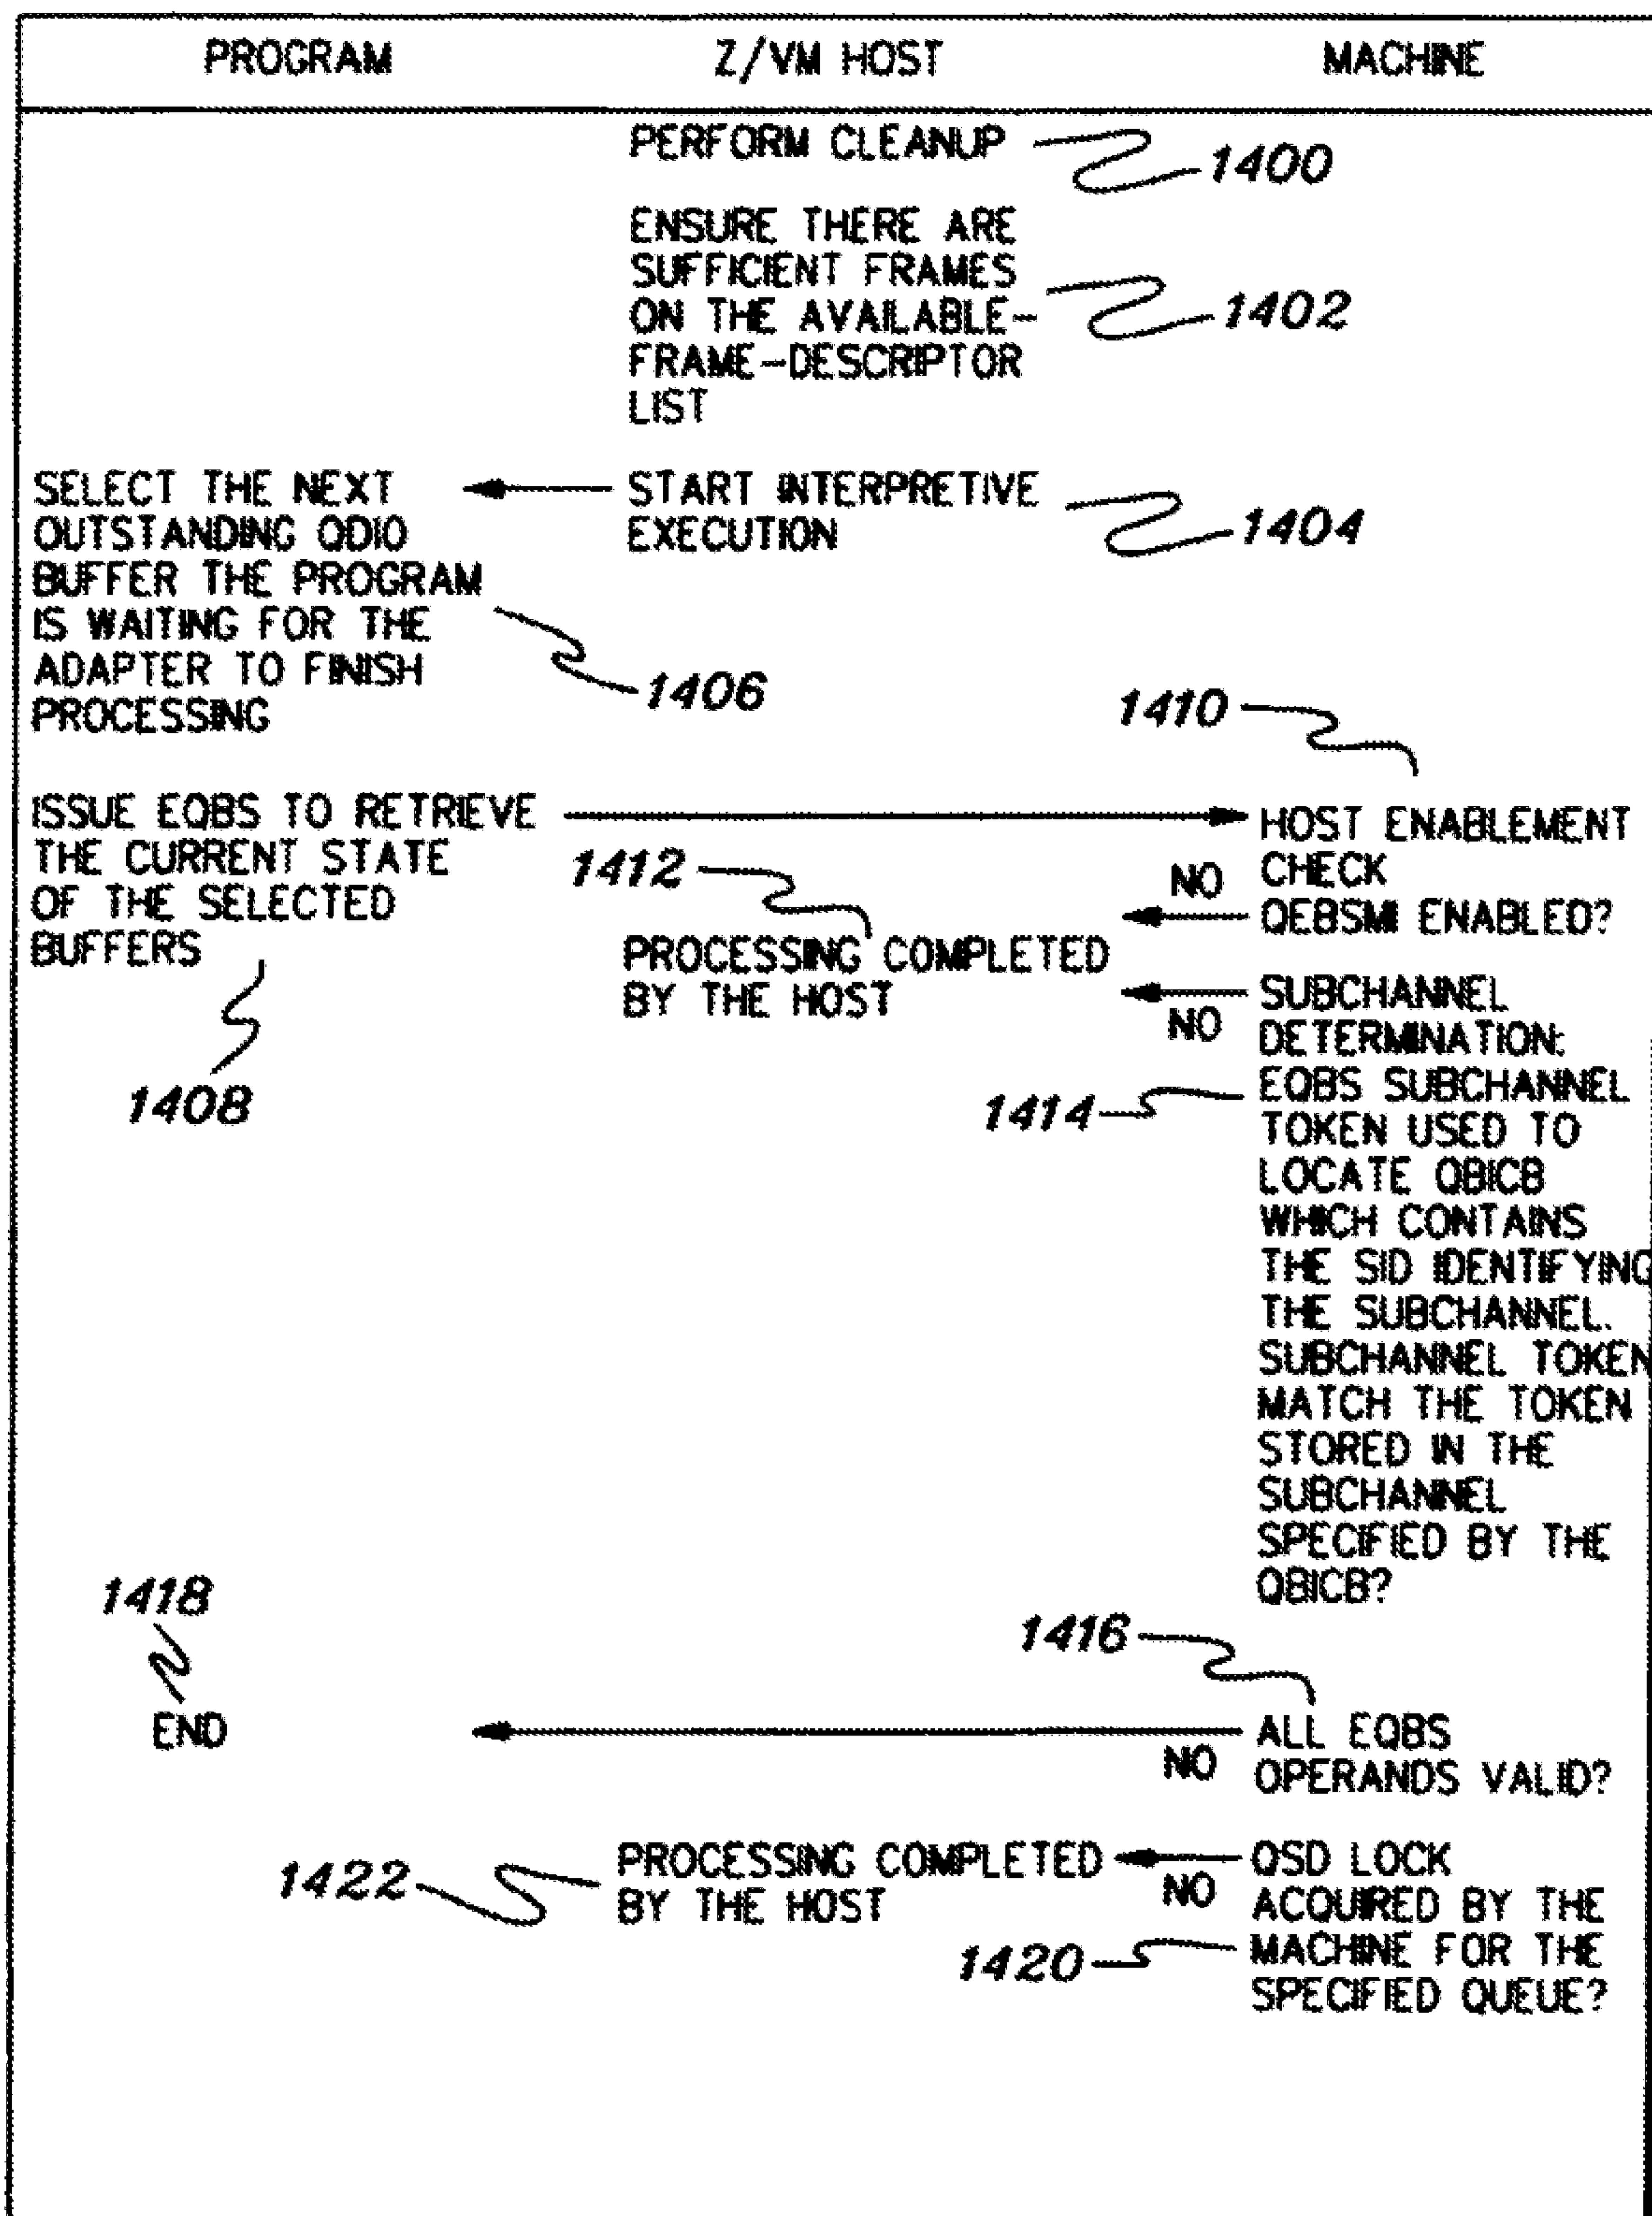 PROGRAM Z/VM HOST MACHINE
PERFORM CLEANUP 1400
ENSURE THERE ARE
SUFFICIENT FRAMES
ON THE AVAILABLE-
FRAME-DESCRIPTOR
LIST
1402
START INTERPRETIVE
EXECUTION
1404
SELECT THE NEXT
OUTSTANDING QDIO
BUFFER THE PROGRAM
IS WAITING FOR THE
ADAPTER TO FINISH
PROCESSING
1406
ISSUE EQBS TO RETRIEVE
THE CURRENT STATE
OF THE SELECTED
BUFFERS
1408
1410
HOST ENABLEMENT
CHECK
QEBSMI ENABLED?
NO
1412
PROCESSING COMPLETED
BY THE HOST
NO
SUBCHANNEL
DETERMINATION:
EQBS SUBCHANNEL
TOKEN USED TO
LOCATE QBICB
WHICH CONTAINS
THE SID IDENTIFYING
THE SUBCHANNEL.
SUBCHANNEL TOKEN
MATCH THE TOKEN
STORED IN THE
SUBCHANNEL
SPECIFIED BY THE
QBICB?
1414
1416
ALL EQBS
OPERANDS VALID?
NO
1418
END
QSD LOCK
ACQUIRED BY THE
MACHINE FOR THE
SPECIFIED QUEUE?
1420
NO
PROCESSING COMPLETED
BY THE HOST
1422